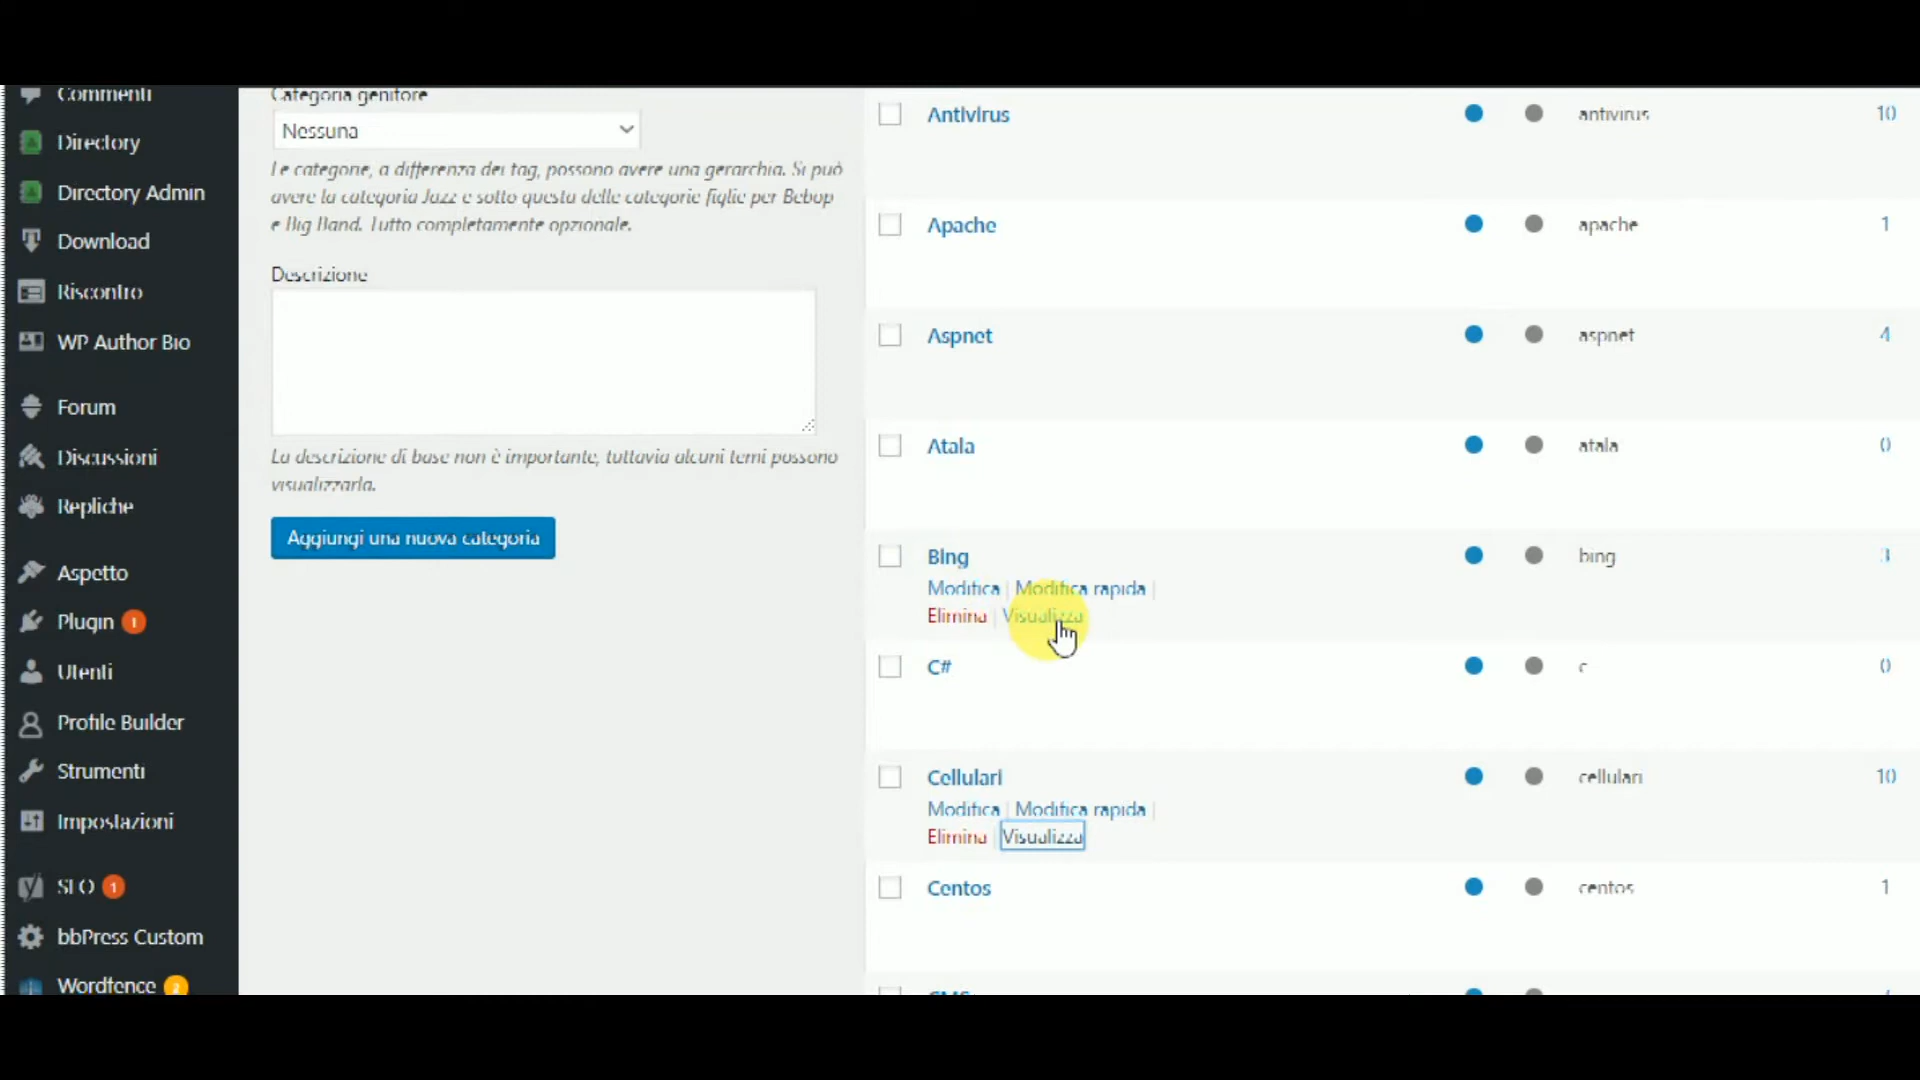 Commenti
Directory
Directory Admin
Download
Riscontro
WP Author Bio
Forum
Discussioni
Repliche
Aspetto
Plugin 1
Utenti
Profile Builder
Strumenti
Impostazioni
SEO 1
bbPress Custom
Wordfence 2
Categoria genitore
Nessuna
Le categorie, a differenza dei tag, possono avere una gerarchia. Si può
avere la categoria Jazz e sotto questa delle categorie figlie per Bebop
e Big Band. Tutto completamente opzionale.
Descrizione
La descrizione di base non è importante, tuttavia alcuni temi possono
visualizzarla.
Aggiungi una nuova categoria
Antivirus antivirus 10
Apache apache 1
Aspnet aspnet 4
Atala atala 0
Bing bing 3
Modifica | Modifica rapida |
Elimina | Visualizza
C# c 0
Cellulari cellulari 10
Modifica | Modifica rapida |
Elimina | Visualizza
Centos centos 1
CMS